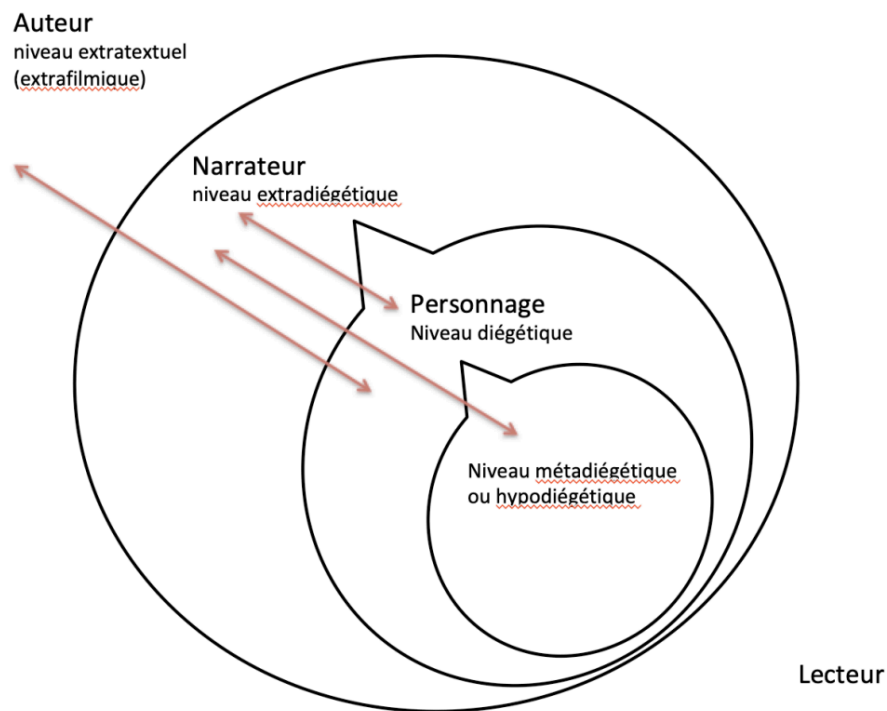 Auteur
niveau extratextuel
(extrafilmique)
Narrateur
niveau extradiégétique
Personnage
Niveau diégétique
Niveau métadiégétique
ou hypodiégétique
Lecteur